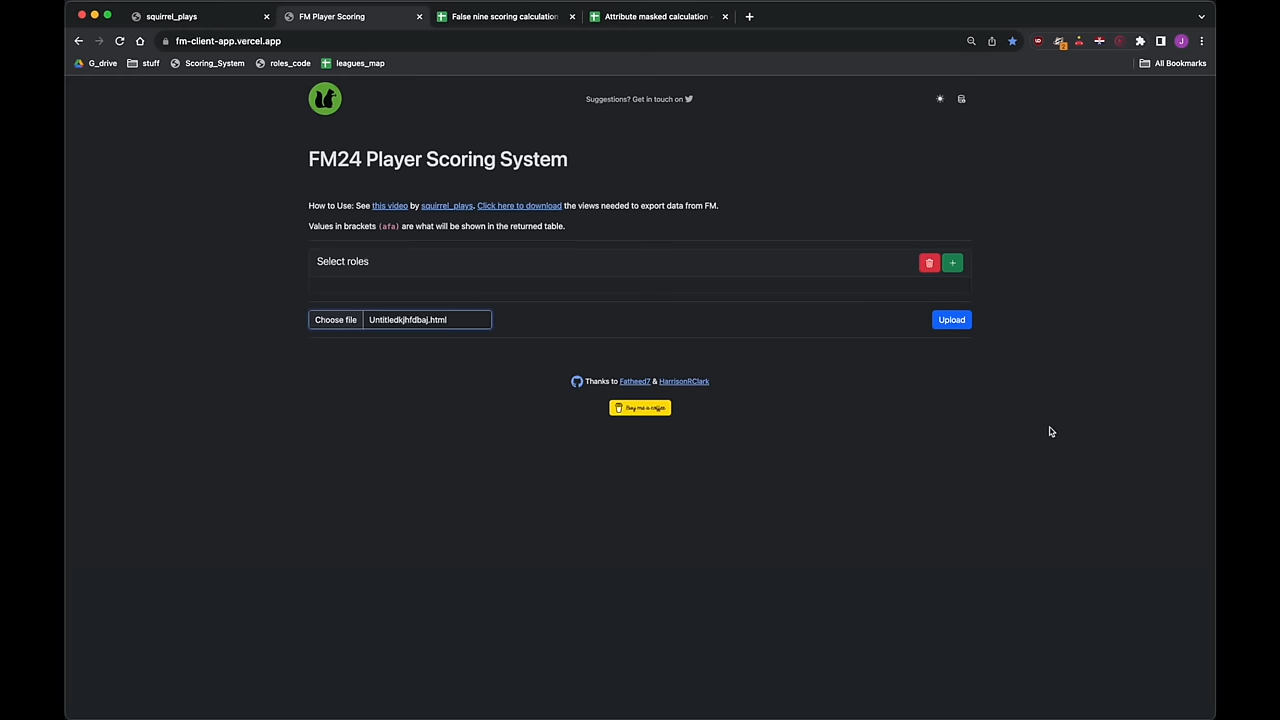 squirrel_plays
FM Player Scoring
False nine scoring calculation
Attribute masked calculation
fm-client-app.vercel.app
G_drive
stuff
Scoring_System
roles_code
leagues_map
All Bookmarks
Suggestions? Get in touch on
FM24 Player Scoring System
How to Use: See this video by squirrel_plays. Click here to download the views needed to export data from FM.
Values in brackets (afa) are what will be shown in the returned table.
Select roles
Choose file Untitledkjhfdbaj.html
Upload
Thanks to Fatheed7 & HarrisonRClark
Buy me a coffee